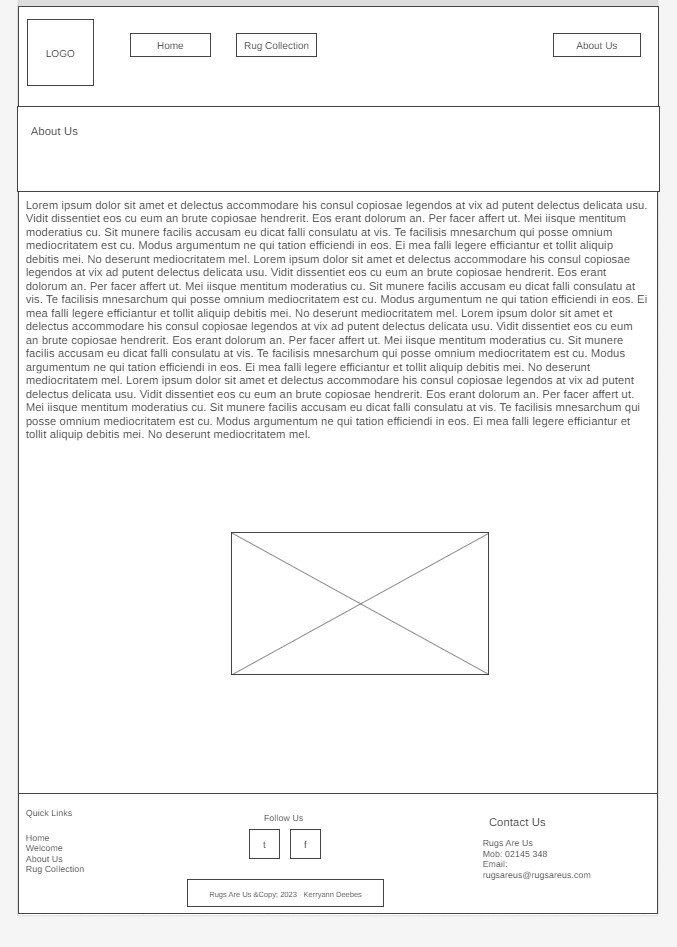 LOGO
Home
Rug Collection
About Us
About Us
Lorem ipsum dolor sit amet et delectus accommodare his consul copiosae legendos at vix ad putent delectus delicata usu.
Vidit dissentiet eos cu eum an brute copiosae hendrerit. Eos erant dolorum an. Per facer affert ut. Mei iisque mentitum
moderatius cu. Sit munere facilis accusam eu dicat falli consulatu at vis. Te facilisis mnesarchum qui posse omnium
mediocritatem est cu. Modus argumentum ne qui tation efficiendi in eos. Ei mea falli legere efficiantur et tollit aliquip
debitis mei. No deserunt mediocritatem mel. Lorem ipsum dolor sit amet et delectus accommodare his consul copiosae
legendos at vix ad putent delectus delicata usu. Vidit dissentiet eos cu eum an brute copiosae hendrerit. Eos erant
dolorum an. Per facer affert ut. Mei iisque mentitum moderatius cu. Sit munere facilis accusam eu dicat falli consulatu at
vis. Te facilisis mnesarchum qui posse omnium mediocritatem est cu. Modus argumentum ne qui tation efficiendi in eos. Ei
mea falli legere efficiantur et tollit aliquip debitis mei. No deserunt mediocritatem mel. Lorem ipsum dolor sit amet et
delectus accommodare his consul copiosae legendos at vix ad putent delectus delicata usu. Vidit dissentiet eos cu eum
an brute copiosae hendrerit. Eos erant dolorum an. Per facer affert ut. Mei iisque mentitum moderatius cu. Sit munere
facilis accusam eu dicat falli consulatu at vis. Te facilisis mnesarchum qui posse omnium mediocritatem est cu. Modus
argumentum ne qui tation efficiendi in eos. Ei mea falli legere efficiantur et tollit aliquip debitis mei. No deserunt
mediocritatem mel. Lorem ipsum dolor sit amet et delectus accommodare his consul copiosae legendos at vix ad putent
delectus delicata usu. Vidit dissentiet eos cu eum an brute copiosae hendrerit. Eos erant dolorum an. Per facer affert ut.
Mei iisque mentitum moderatius cu. Sit munere facilis accusam eu dicat falli consulatu at vis. Te facilisis mnesarchum qui
posse omnium mediocritatem est cu. Modus argumentum ne qui tation efficiendi in eos. Ei mea falli legere efficiantur et
tollit aliquip debitis mei. No deserunt mediocritatem mel.
Quick Links
Home
Welcome
About Us
Rug Collection
Follow Us
t
f
Rugs Are Us &Copy; 2023 Kerryann Deebes
Contact Us
Rugs Are Us
Mob: 02145 348
Email:
rugsareus@rugsareus.com